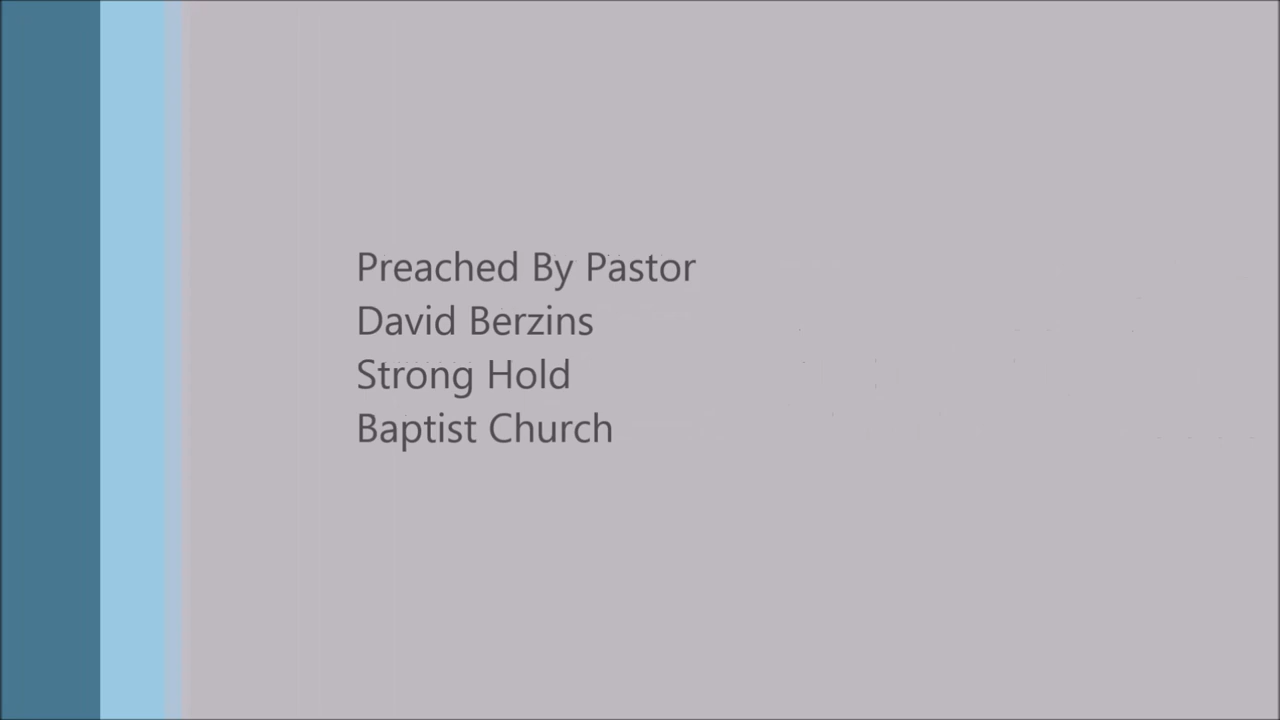 Preached By Pastor
David Berzins
Strong Hold
Baptist Church